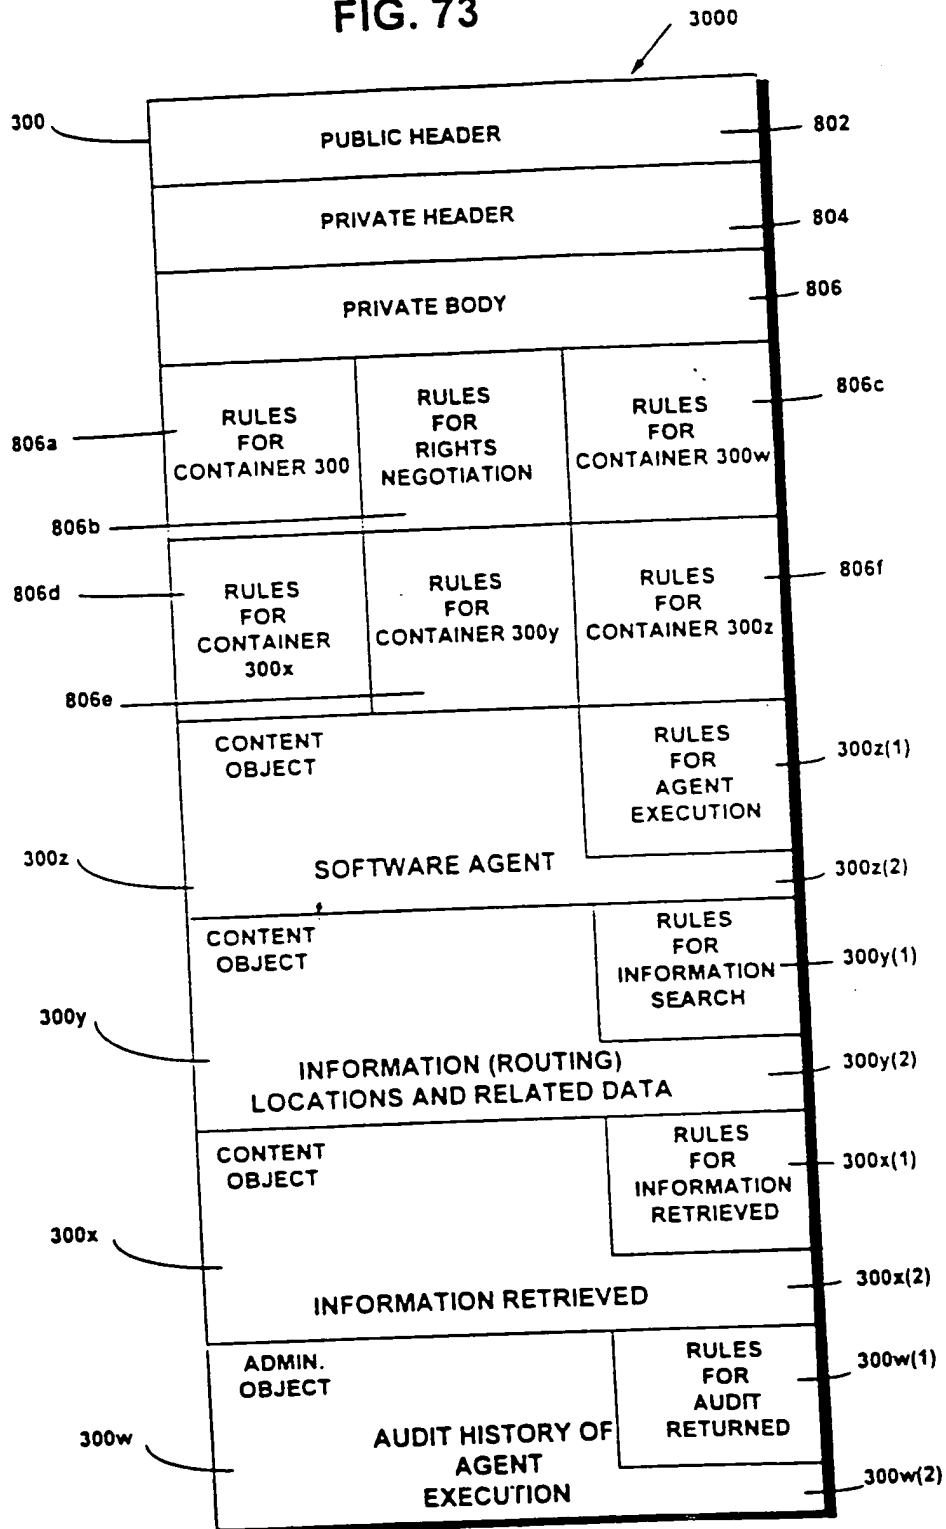 FIG. 73
3000
300
PUBLIC HEADER
802
PRIVATE HEADER
804
PRIVATE BODY
806
806a
RULES
FOR
CONTAINER 300
806b
RULES
FOR
RIGHTS
NEGOTIATION
806c
RULES
FOR
CONTAINER 300w
806d
RULES
FOR
CONTAINER
300x
806e
RULES
FOR
CONTAINER 300y
806f
RULES
FOR
CONTAINER 300z
CONTENT
OBJECT
RULES
FOR
AGENT
EXECUTION
300z(1)
300z
SOFTWARE AGENT
300z(2)
CONTENT
OBJECT
RULES
FOR
INFORMATION
SEARCH
300y(1)
300y
INFORMATION (ROUTING)
LOCATIONS AND RELATED DATA
300y(2)
CONTENT
OBJECT
RULES
FOR
INFORMATION
RETRIEVED
300x(1)
300x
INFORMATION RETRIEVED
300x(2)
ADMIN.
OBJECT
RULES
FOR
AUDIT
RETURNED
300w(1)
300w
AUDIT HISTORY OF
AGENT
EXECUTION
300w(2)